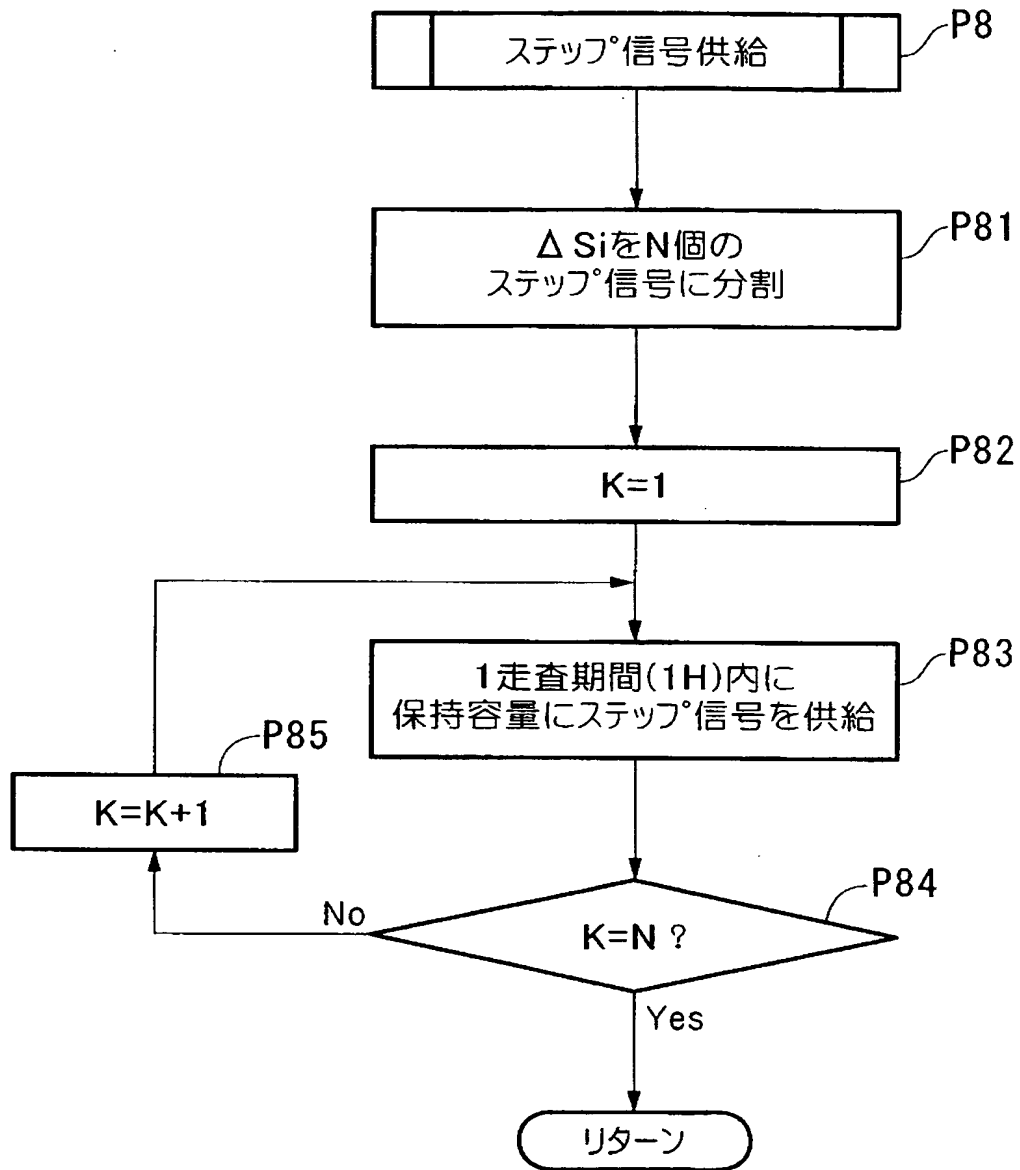 ステップ信号供給
P8
ΔSiをN個の
ステップ信号に分割
P81
K=1
P82
1走査期間(1H)内に
保持容量にステップ信号を供給
P83
P85
K=K+1
P84
No
K=N?
Yes
リターン